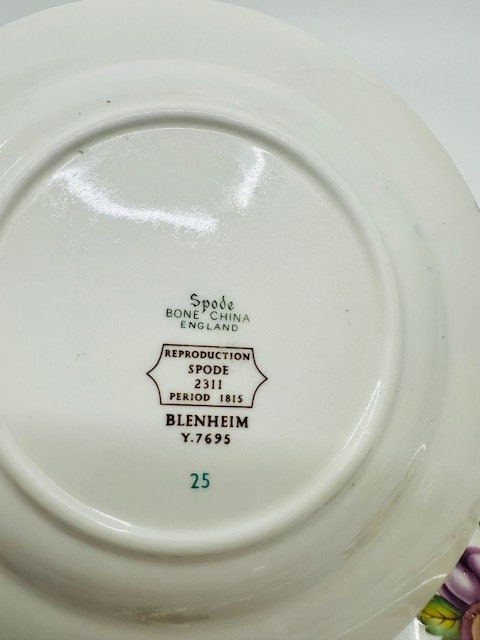 Spode
BONE CHINA
ENGLAND
REPRODUCTION
SPODE
2311
PERIOD 1815
BLENHEIM
Y.7695
25